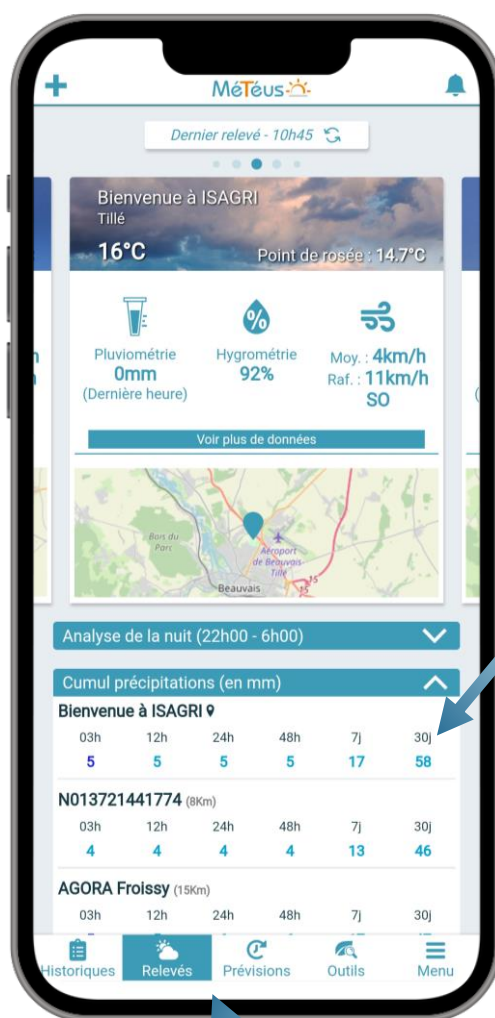 MéTéus
Dernier relevé - 10h45
Bienvenue à ISAGRI
Tillé
16°C
Point de rosée : 14.7°C
%
Pluviométrie
0mm
(Dernière heure)
Hygrométrie
92%
Moy. : 4km/h
Raf. : 11km/h
SO
Voir plus de données
Bois du
Parc
Aéroport
de Beauvais
Tillé
Beauvais
15
Analyse de la nuit (22h00 - 6h00)
Cumul précipitations (en mm)
Bienvenue à ISAGRI
03h 12h 24h 48h 7j 30j
5 5 5 5 17 58
N013721441774 (8Km)
03h 12h 24h 48h 7j 30j
4 4 4 4 13 46
AGORA Froissy (15Km)
03h 12h 24h 48h 7j 30j
Historiques Relevés Prévisions Outils Menu